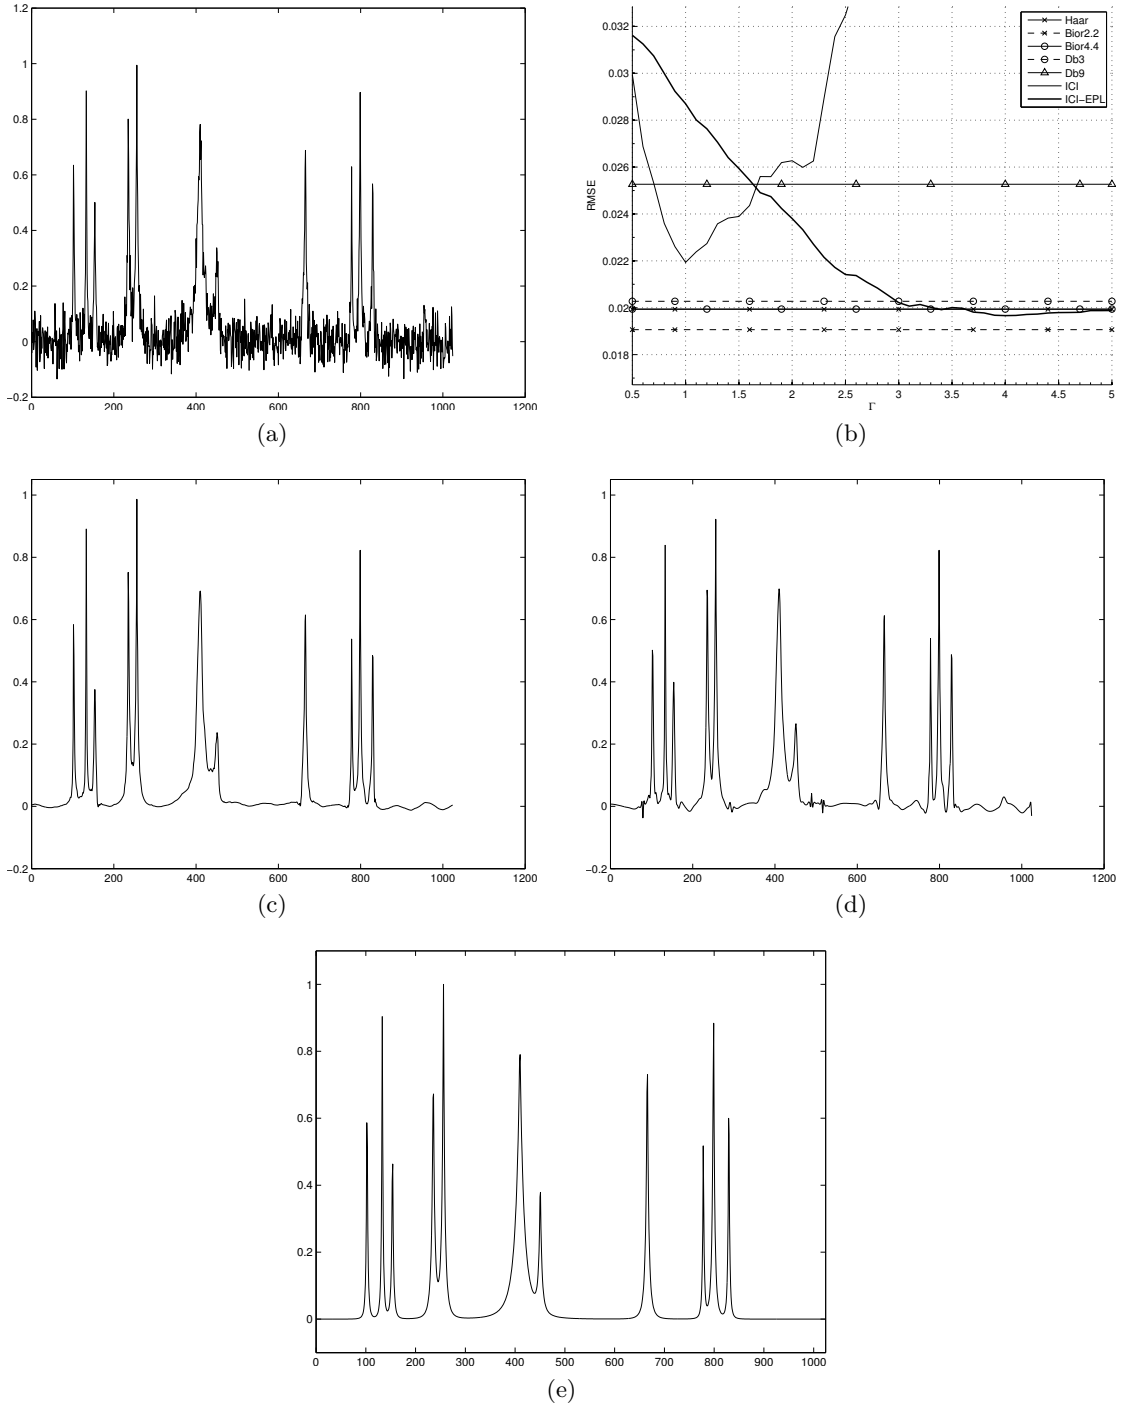 1.2
1
0.8
0.6
0.4
0.2
0
−0.2
0 200 400 600 800 1000 1200
(a)
0.032
0.03
0.028
0.026
0.024
0.022
0.02
0.018
RMSE
0.5 1 1.5 2 2.5 3 3.5 4 4.5 5
Γ
Haar
Bior2.2
Bior4.4
Db3
Db9
ICI
ICI−EPL
(b)
1
0.8
0.6
0.4
0.2
0
−0.2
0 200 400 600 800 1000 1200
(c)
1
0.8
0.6
0.4
0.2
0
−0.2
0 200 400 600 800 1000 1200
(d)
1
0.8
0.6
0.4
0.2
0
0 100 200 300 400 500 600 700 800 900 1000
(e)